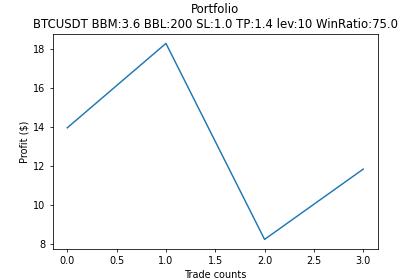 Portfolio
BTCUSDT BBM:3.6 BBL:200 SL:1.0 TP:1.4 lev:10 WinRatio:75.0
Profit ($)
18
16
14
12
10
8
0.0 0.5 1.0 1.5 2.0 2.5 3.0
Trade counts